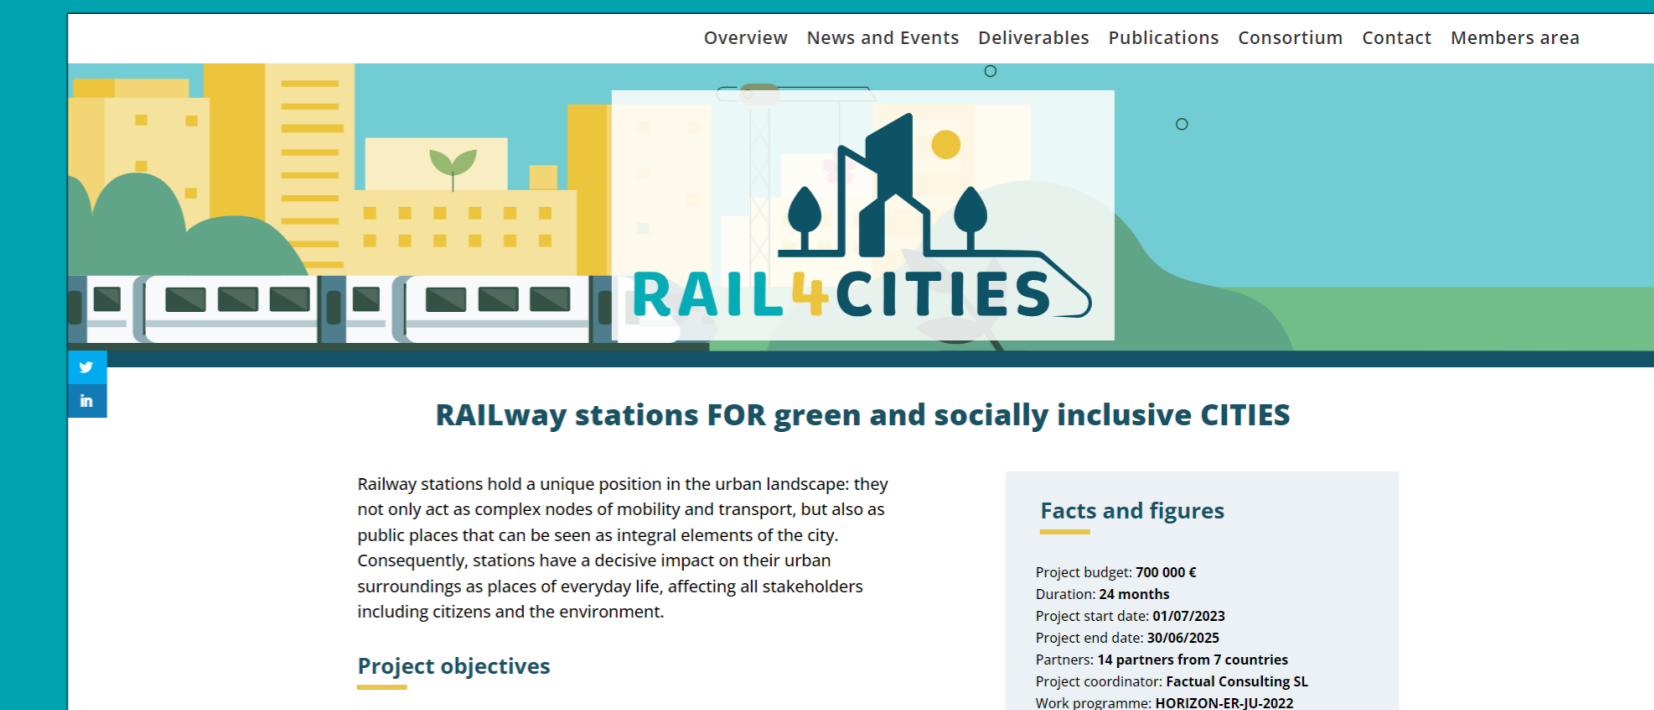 Overview News and Events Deliverables Publications Consortium Contact Members area
RAIL4CITIES
in
RAILway stations FOR green and socially inclusive CITIES
Railway stations hold a unique position in the urban landscape: they
not only act as complex nodes of mobility and transport, but also as
public places that can be seen as integral elements of the city.
Consequently, stations have a decisive impact on their urban
surroundings as places of everyday life, affecting all stakeholders
including citizens and the environment.
Project objectives
Facts and figures
Project budget: 700 000 €
Duration: 24 months
Project start date: 01/07/2023
Project end date: 30/06/2025
Partners: 14 partners from 7 countries
Project coordinator: Factual Consulting SL
Work programme: HORIZON-ER-JU-2022